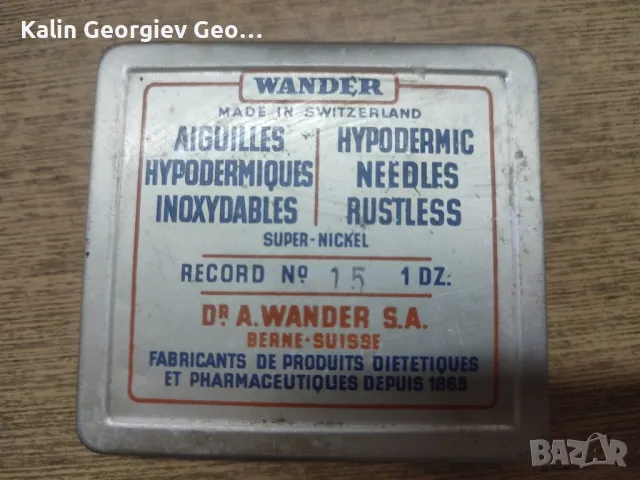 Kalin Georgiev Geo...
WANDER
MADE IN SWITZERLAND
AIGUILLES
HYPODERMIQUES
INOXYDABLES
HYPODERMIC
NEEDLES
RUSTLESS
SUPER-NICKEL
RECORD Nº 15 1 DZ.
DR A. WANDER S.A.
BERNE-SUISSE
FABRICANTS DE PRODUITS DIETETIQUES
ET PHARMACEUTIQUES DEPUIS 1865
BAZAR